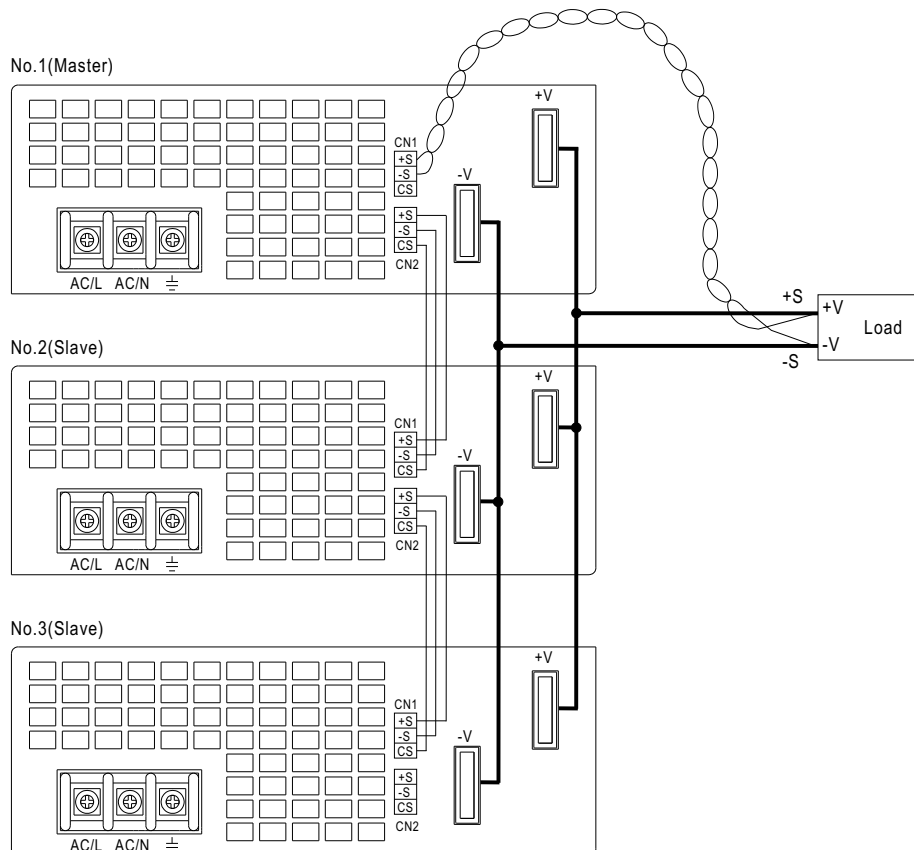 No.1(Master)
+V
CN1
+S
-S
CS
-V
+S
-S
CS
CN2
AC/L AC/N
+S
+V
Load
-V
-S
No.2(Slave)
+V
CN1
+S
-S
CS
-V
+S
-S
CS
CN2
AC/L AC/N
No.3(Slave)
+V
CN1
+S
-S
CS
-V
+S
-S
CS
CN2
AC/L AC/N